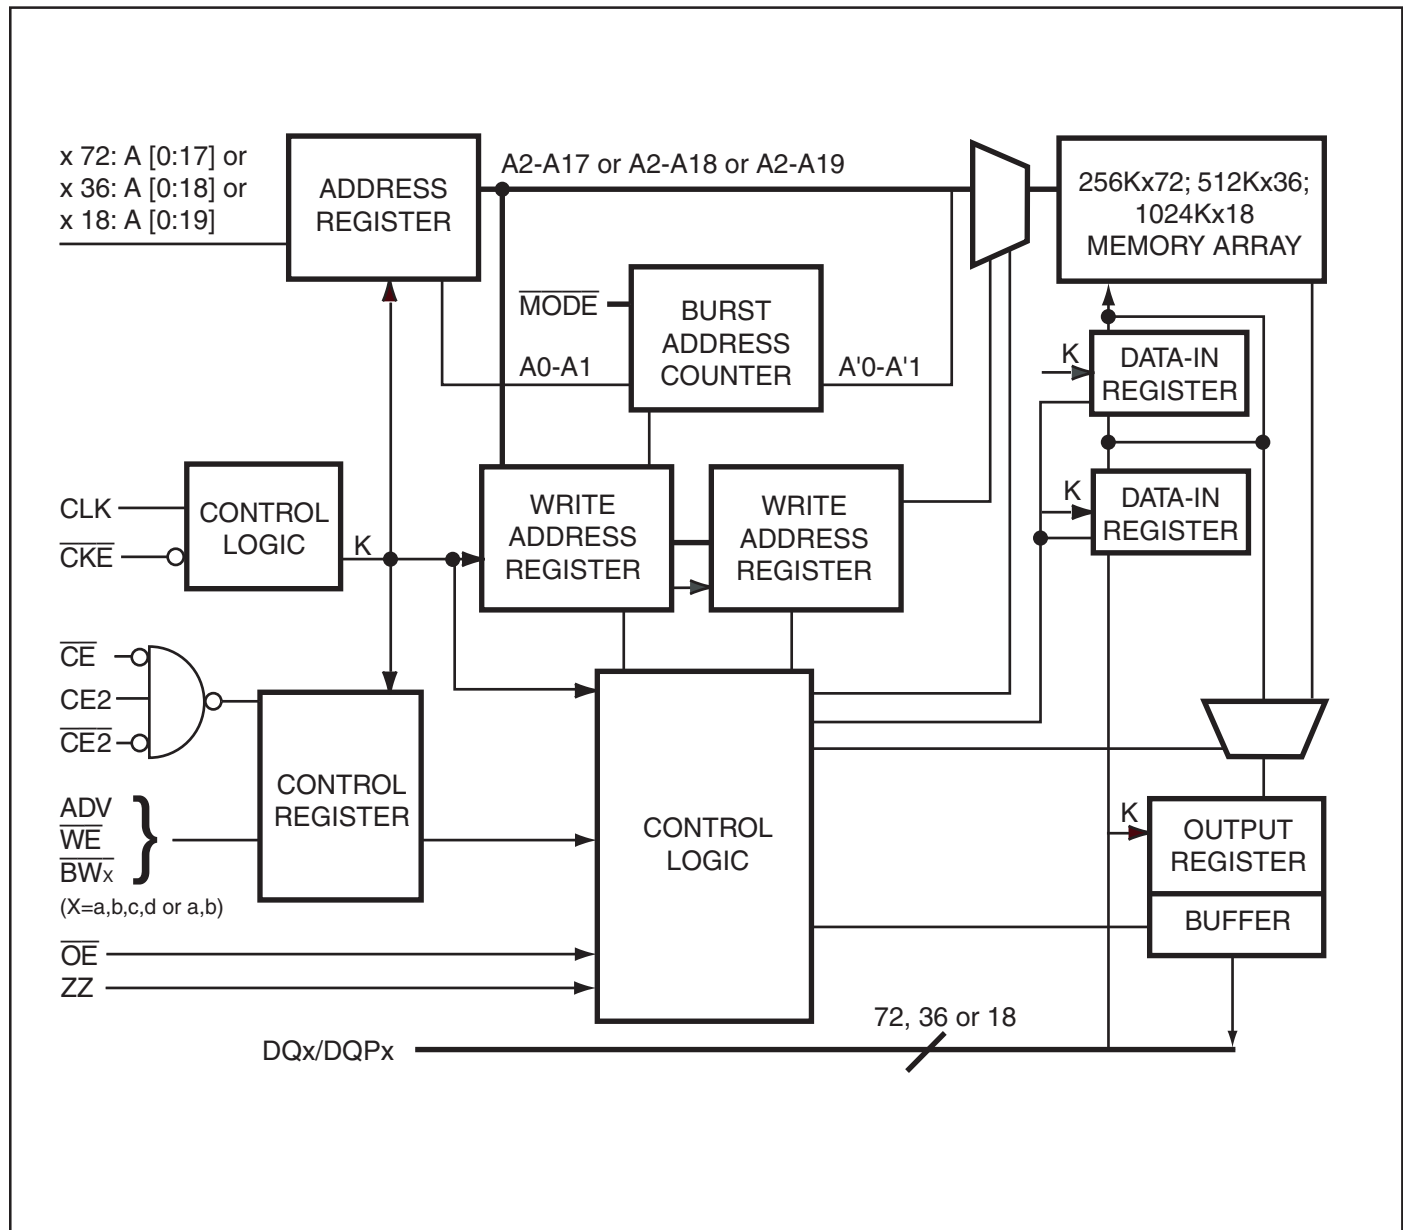 x 72: A [0:17] or
x 36: A [0:18] or
x 18: A [0:19]
ADDRESS
REGISTER
A2-A17 or A2-A18 or A2-A19
256Kx72; 512Kx36;
1024Kx18
MEMORY ARRAY
MODE
BURST
ADDRESS
COUNTER
A0-A1
A'0-A'1
K
DATA-IN
REGISTER
K
DATA-IN
REGISTER
CLK
CKE
CONTROL
LOGIC
K
WRITE
ADDRESS
REGISTER
WRITE
ADDRESS
REGISTER
CE
CE2
CE2
ADV
WE
BWx
(X=a,b,c,d or a,b)
CONTROL
REGISTER
CONTROL
LOGIC
K
OUTPUT
REGISTER
BUFFER
OE
ZZ
72, 36 or 18
DQx/DQPx